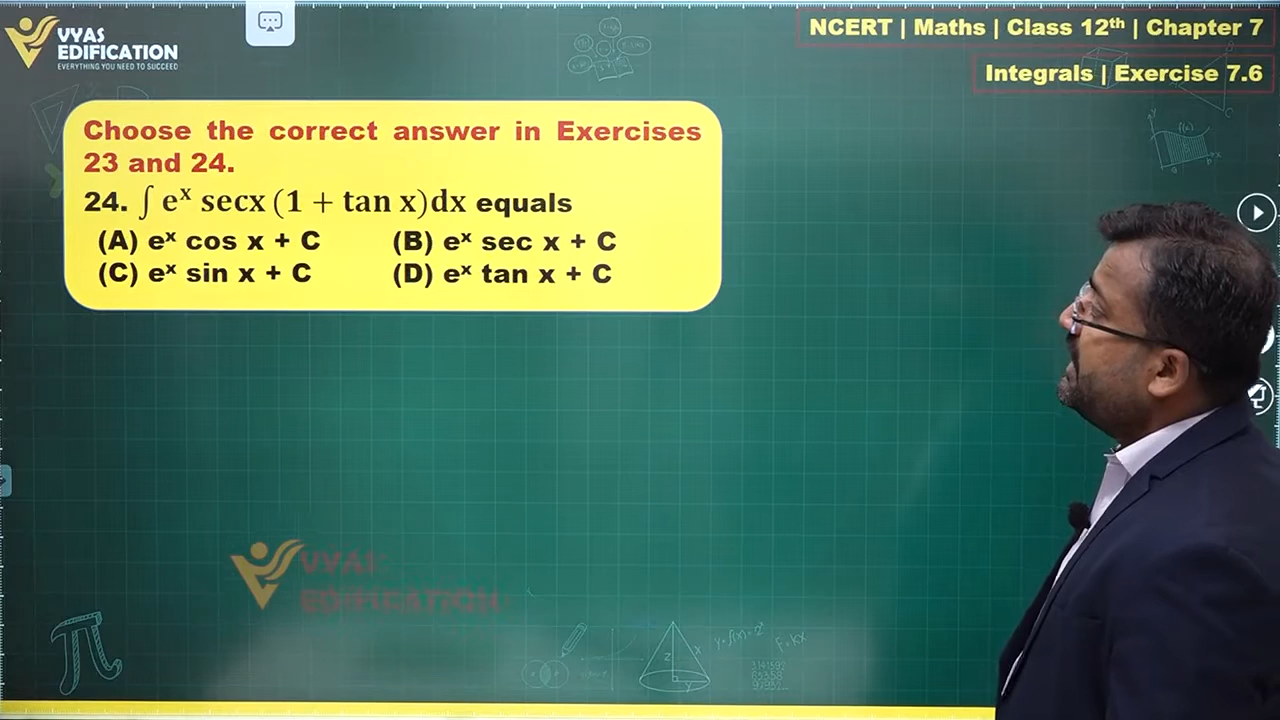 VYAS
EDIFICATION
EVERYTHING YOU NEED TO SUCCEED
NCERT | Maths | Class 12ᵗʰ | Chapter 7
Integrals | Exercise 7.6
Choose the correct answer in Exercises
23 and 24.
24. ∫ eˣ secx (1 + tan x)dx equals
(A) eˣ cos x + C (B) eˣ sec x + C
(C) eˣ sin x + C (D) eˣ tan x + C
VYAS
EDIFICATION